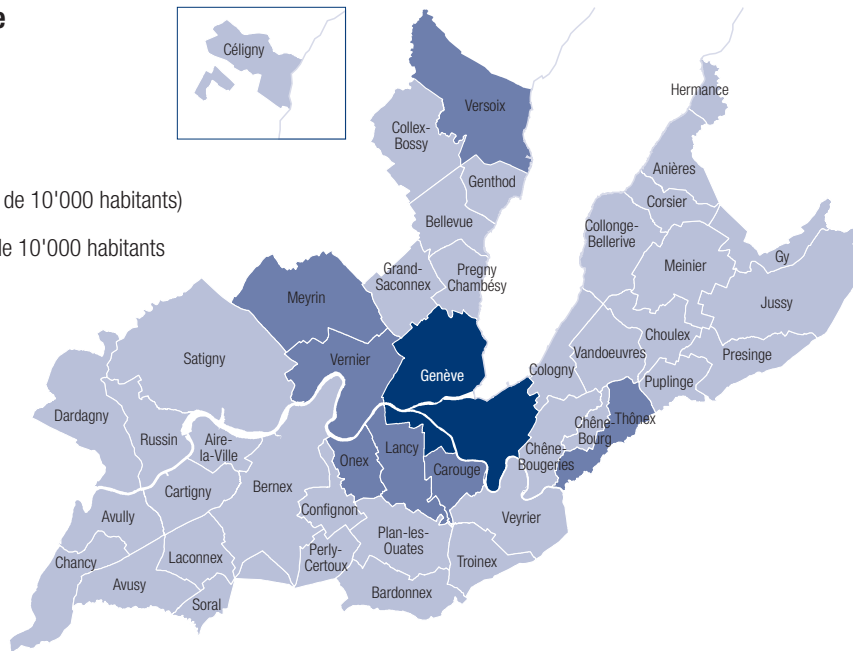 e
Céligny
Versoix
Hermance
Collex-
Bossy
Anières
Genthod
de 10'000 habitants)
Corsier
Bellevue
Collonge-
Bellerive
de 10'000 habitants
Gy
Grand-
Saconnex
Pregny
Chambésy
Meinier
Meyrin
Jussy
Choulex
Satigny
Vernier
Vandoeuvres
Presinge
Genève
Cologny
Puplinge
Dardagny
Russin
Aire-
la-Ville
Chêne-
Bourg
Thônex
Onex
Lancy
Carouge
Chêne-
Bougeries
Cartigny
Bernex
Avully
Confignon
Veyrier
Plan-les-
Ouates
Chancy
Laconnex
Perly-
Certoux
Troinex
Avusy
Soral
Bardonnex